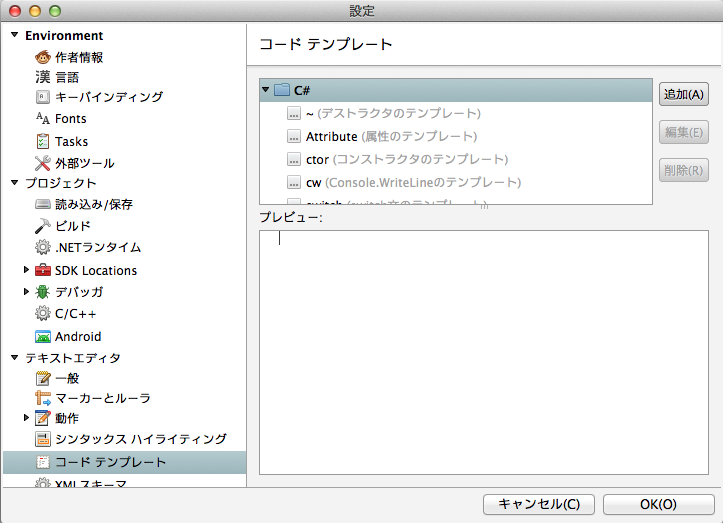 設定
Environment
作者情報
漢 言語
キーバインディング
AA Fonts
Tasks
外部ツール
プロジェクト
読み込み/保存
ビルド
.NETランタイム
SDK Locations
デバッガ
C/C++
Android
テキストエディタ
一般
マーカーとルーラ
動作
シンタックス ハイライティング
コード テンプレート
XMLスキーマ
コード テンプレート
C#
~ (デストラクタのテンプレート)
Attribute (属性のテンプレート)
ctor (コンストラクタのテンプレート)
cw (Console.WriteLineのテンプレート)
switch (switch文のテンプレート)
追加(A)
編集(E)
削除(R)
プレビュー:
キャンセル(C)
OK(O)